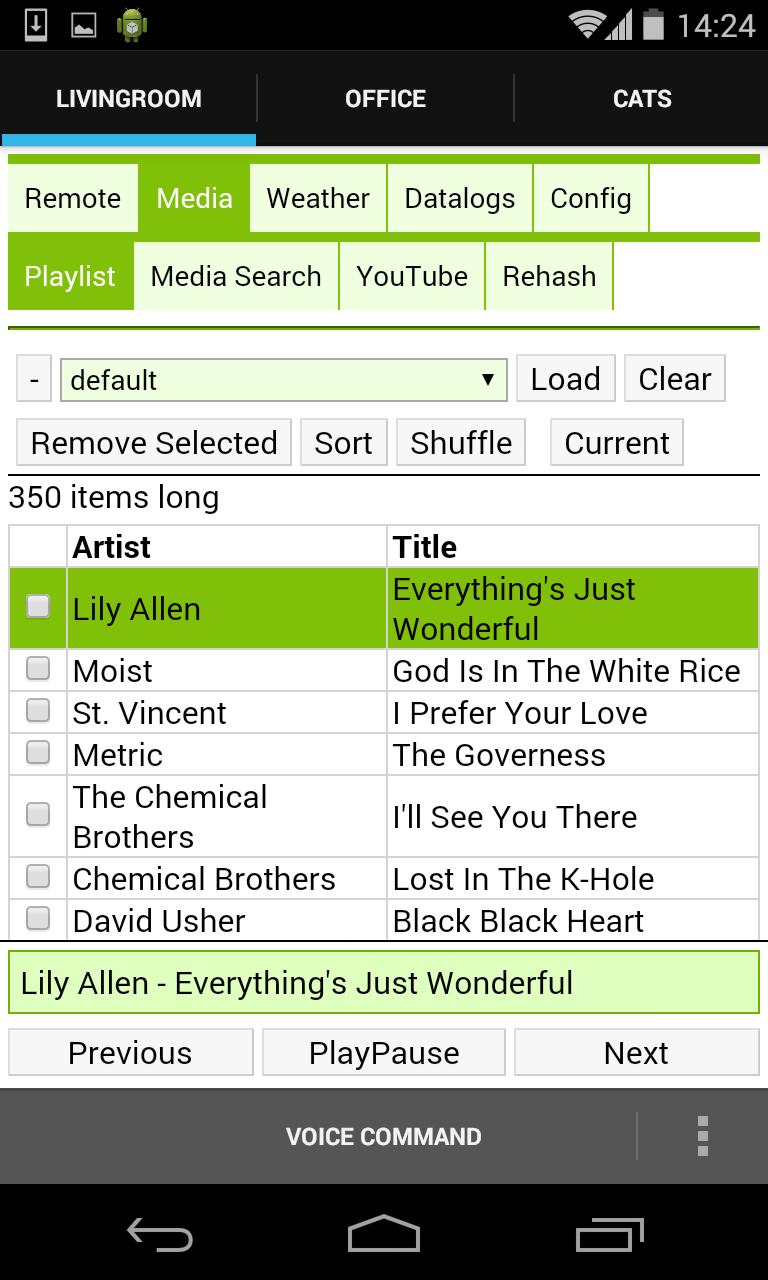 14:24
LIVINGROOM OFFICE CATS
Remote Media Weather Datalogs Config
Playlist Media Search YouTube Rehash
- default Load Clear
Remove Selected Sort Shuffle Current
350 items long
Artist Title
Lily Allen Everything's Just
Wonderful
Moist God Is In The White Rice
St. Vincent I Prefer Your Love
Metric The Governess
The Chemical
Brothers I'll See You There
Chemical Brothers Lost In The K-Hole
David Usher Black Black Heart
Lily Allen - Everything's Just Wonderful
Previous PlayPause Next
VOICE COMMAND